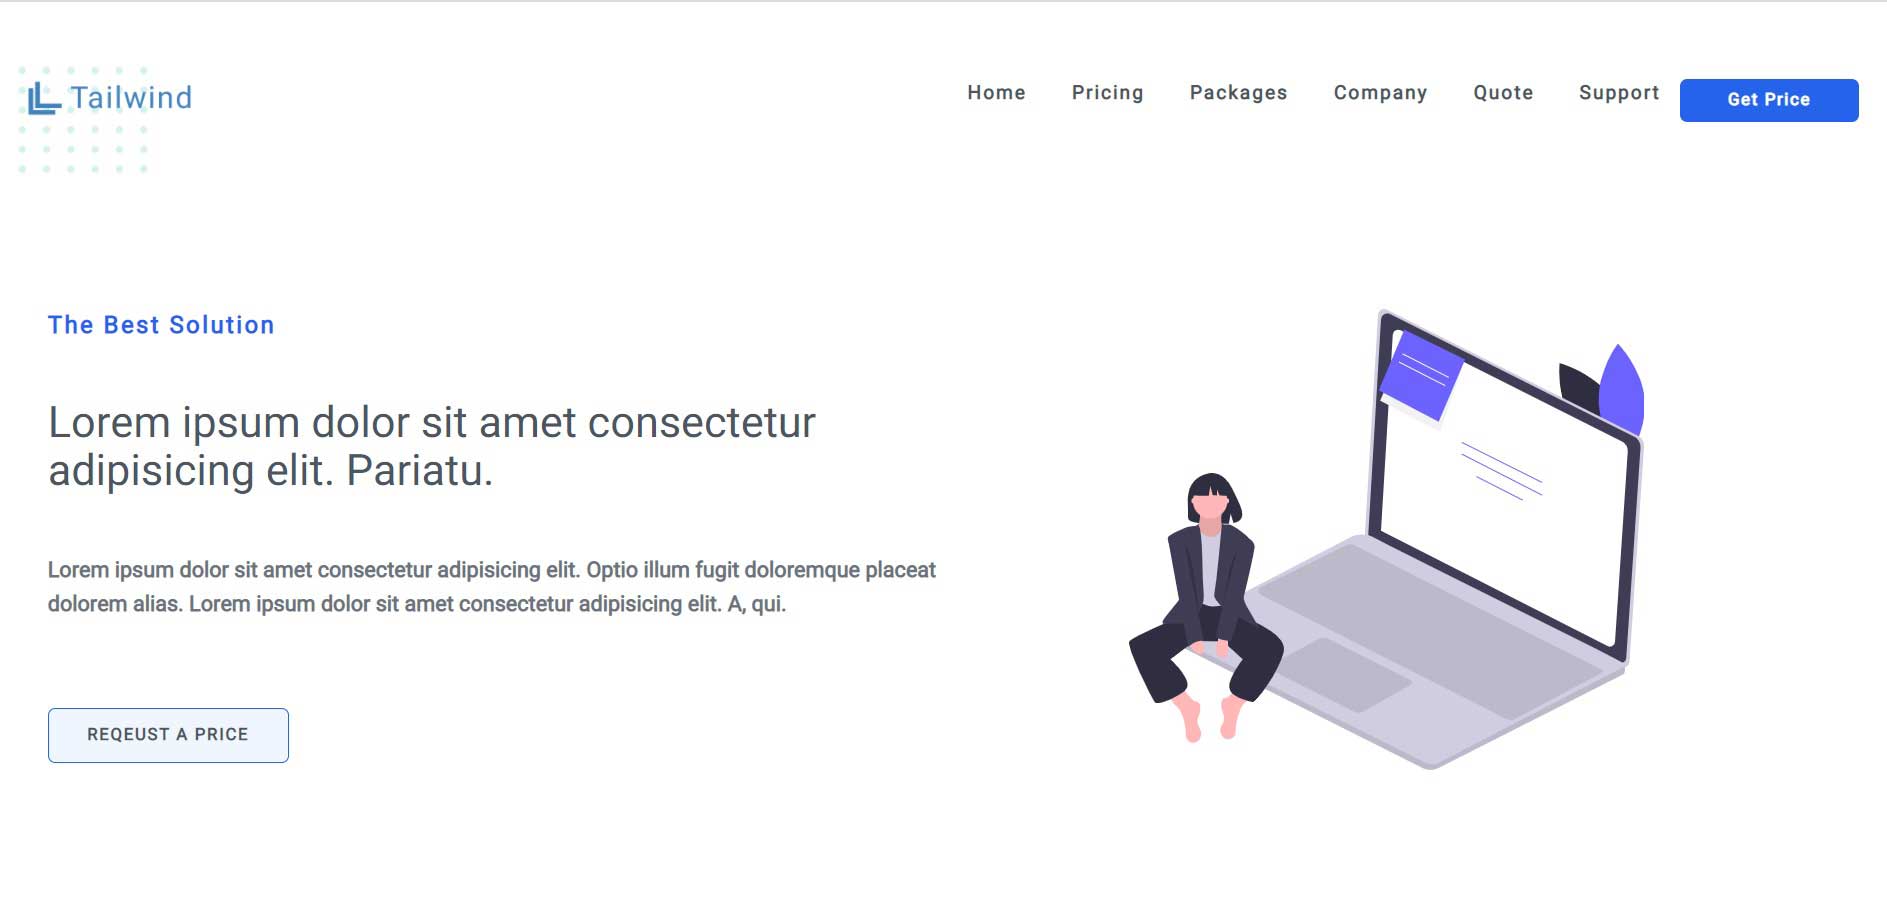 Tailwind
Home Pricing Packages Company Quote Support Get Price
The Best Solution
Lorem ipsum dolor sit amet consectetur
adipisicing elit. Pariatu.
Lorem ipsum dolor sit amet consectetur adipisicing elit. Optio illum fugit doloremque placeat
dolorem alias. Lorem ipsum dolor sit amet consectetur adipisicing elit. A, qui.
REQEUST A PRICE